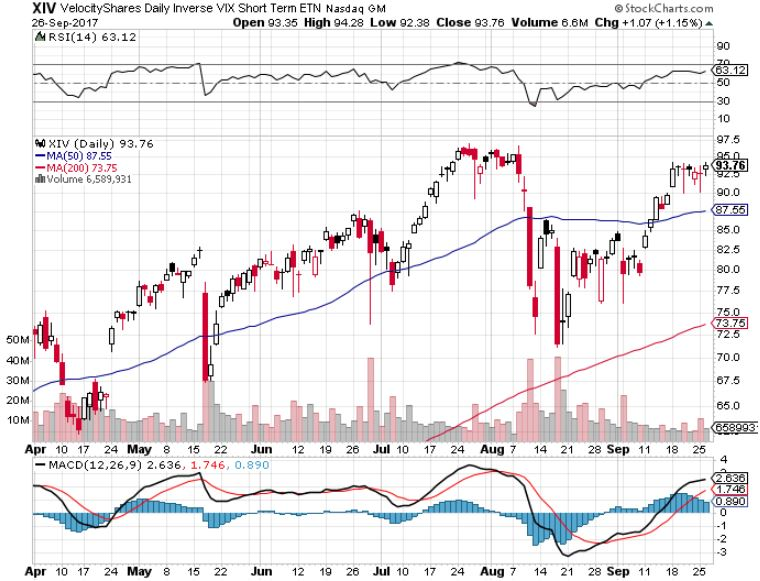 XIV VelocityShares Daily Inverse VIX Short Term ETN Nasdaq GM © StockCharts.com
26-Sep-2017 Open 93.35 High 94.28 Low 92.38 Close 93.76 Volume 6.6M Chg +1.07 (+1.15%)
RSI(14) 63.12
90
70
63.12
50
30
10
XIV (Daily) 93.76
MA(50) 87.55
MA(200) 73.75
Volume 6,589,931
97.5
95.0
93.76
92.5
90.0
87.55
85.0
82.5
80.0
77.5
75.0
73.75
72.5
70.0
67.5
65.0
6589931
50M
40M
30M
20M
10M
Apr 10 17 24 May 8 15 22 Jun 12 19 26 Jul 10 17 24 Aug 7 14 21 28 Sep 11 18 25
MACD(12,26,9) 2.636, 1.746, 0.890
4
3
2.636
1.746
0.890
0
-1
-2
-3
Apr 10 17 24 May 8 15 22 Jun 12 19 26 Jul 10 17 24 Aug 7 14 21 28 Sep 11 18 25